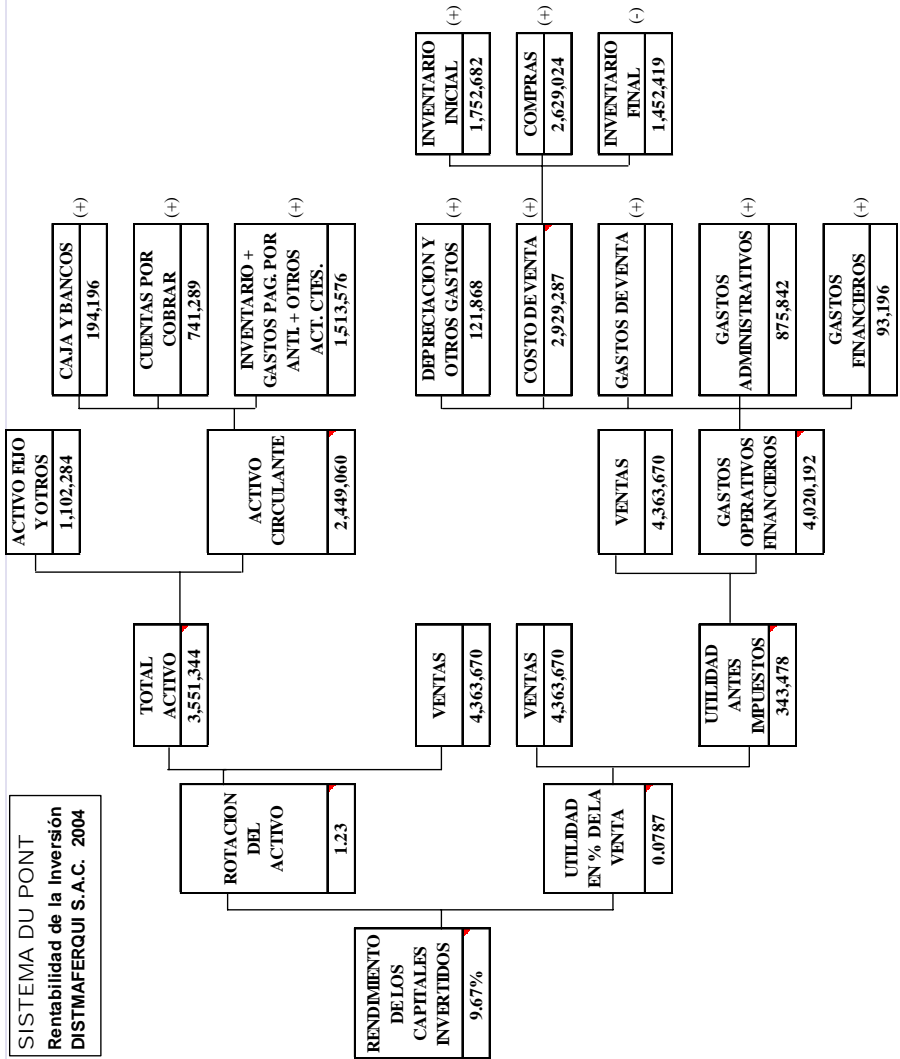 SISTEMA DU PONT
Rentabilidad de la Inversión
DISTMAFERQUI S.A.C. 2004
RENDIMIENTO
DE LOS
CAPITALES
INVERTIDOS
9.67%
ROTACION
DEL
ACTIVO
1.23
UTILIDAD
EN % DE LA
VENTA
0.0787
TOTAL
ACTIVO
3,551,344
VENTAS
4,363,670
VENTAS
4,363,670
UTILIDAD
ANTES
IMPUESTOS
343,478
ACTIVO FIJO
Y OTROS
1,102,284
ACTIVO
CIRCULANTE
2,449,060
VENTAS
4,363,670
GASTOS
OPERATIVOS
FINANCIEROS
4,020,192
CAJA Y BANCOS
194,196
(+)
CUENTAS POR
COBRAR
741,289
(+)
INVENTARIO +
GASTOS PAG. POR
ANTI. + OTROS
ACT. CTES.
1,513,576
(+)
DEPRECIACION Y
OTROS GASTOS
121,868
(+)
COSTO DE VENTA
2,929,287
(+)
GASTOS DE VENTA
(+)
GASTOS
ADMINISTRATIVOS
875,842
(+)
GASTOS
FINANCIEROS
93,196
(+)
INVENTARIO
INICIAL
1,752,682
(+)
COMPRAS
2,629,024
(+)
INVENTARIO
FINAL
1,452,419
(-)